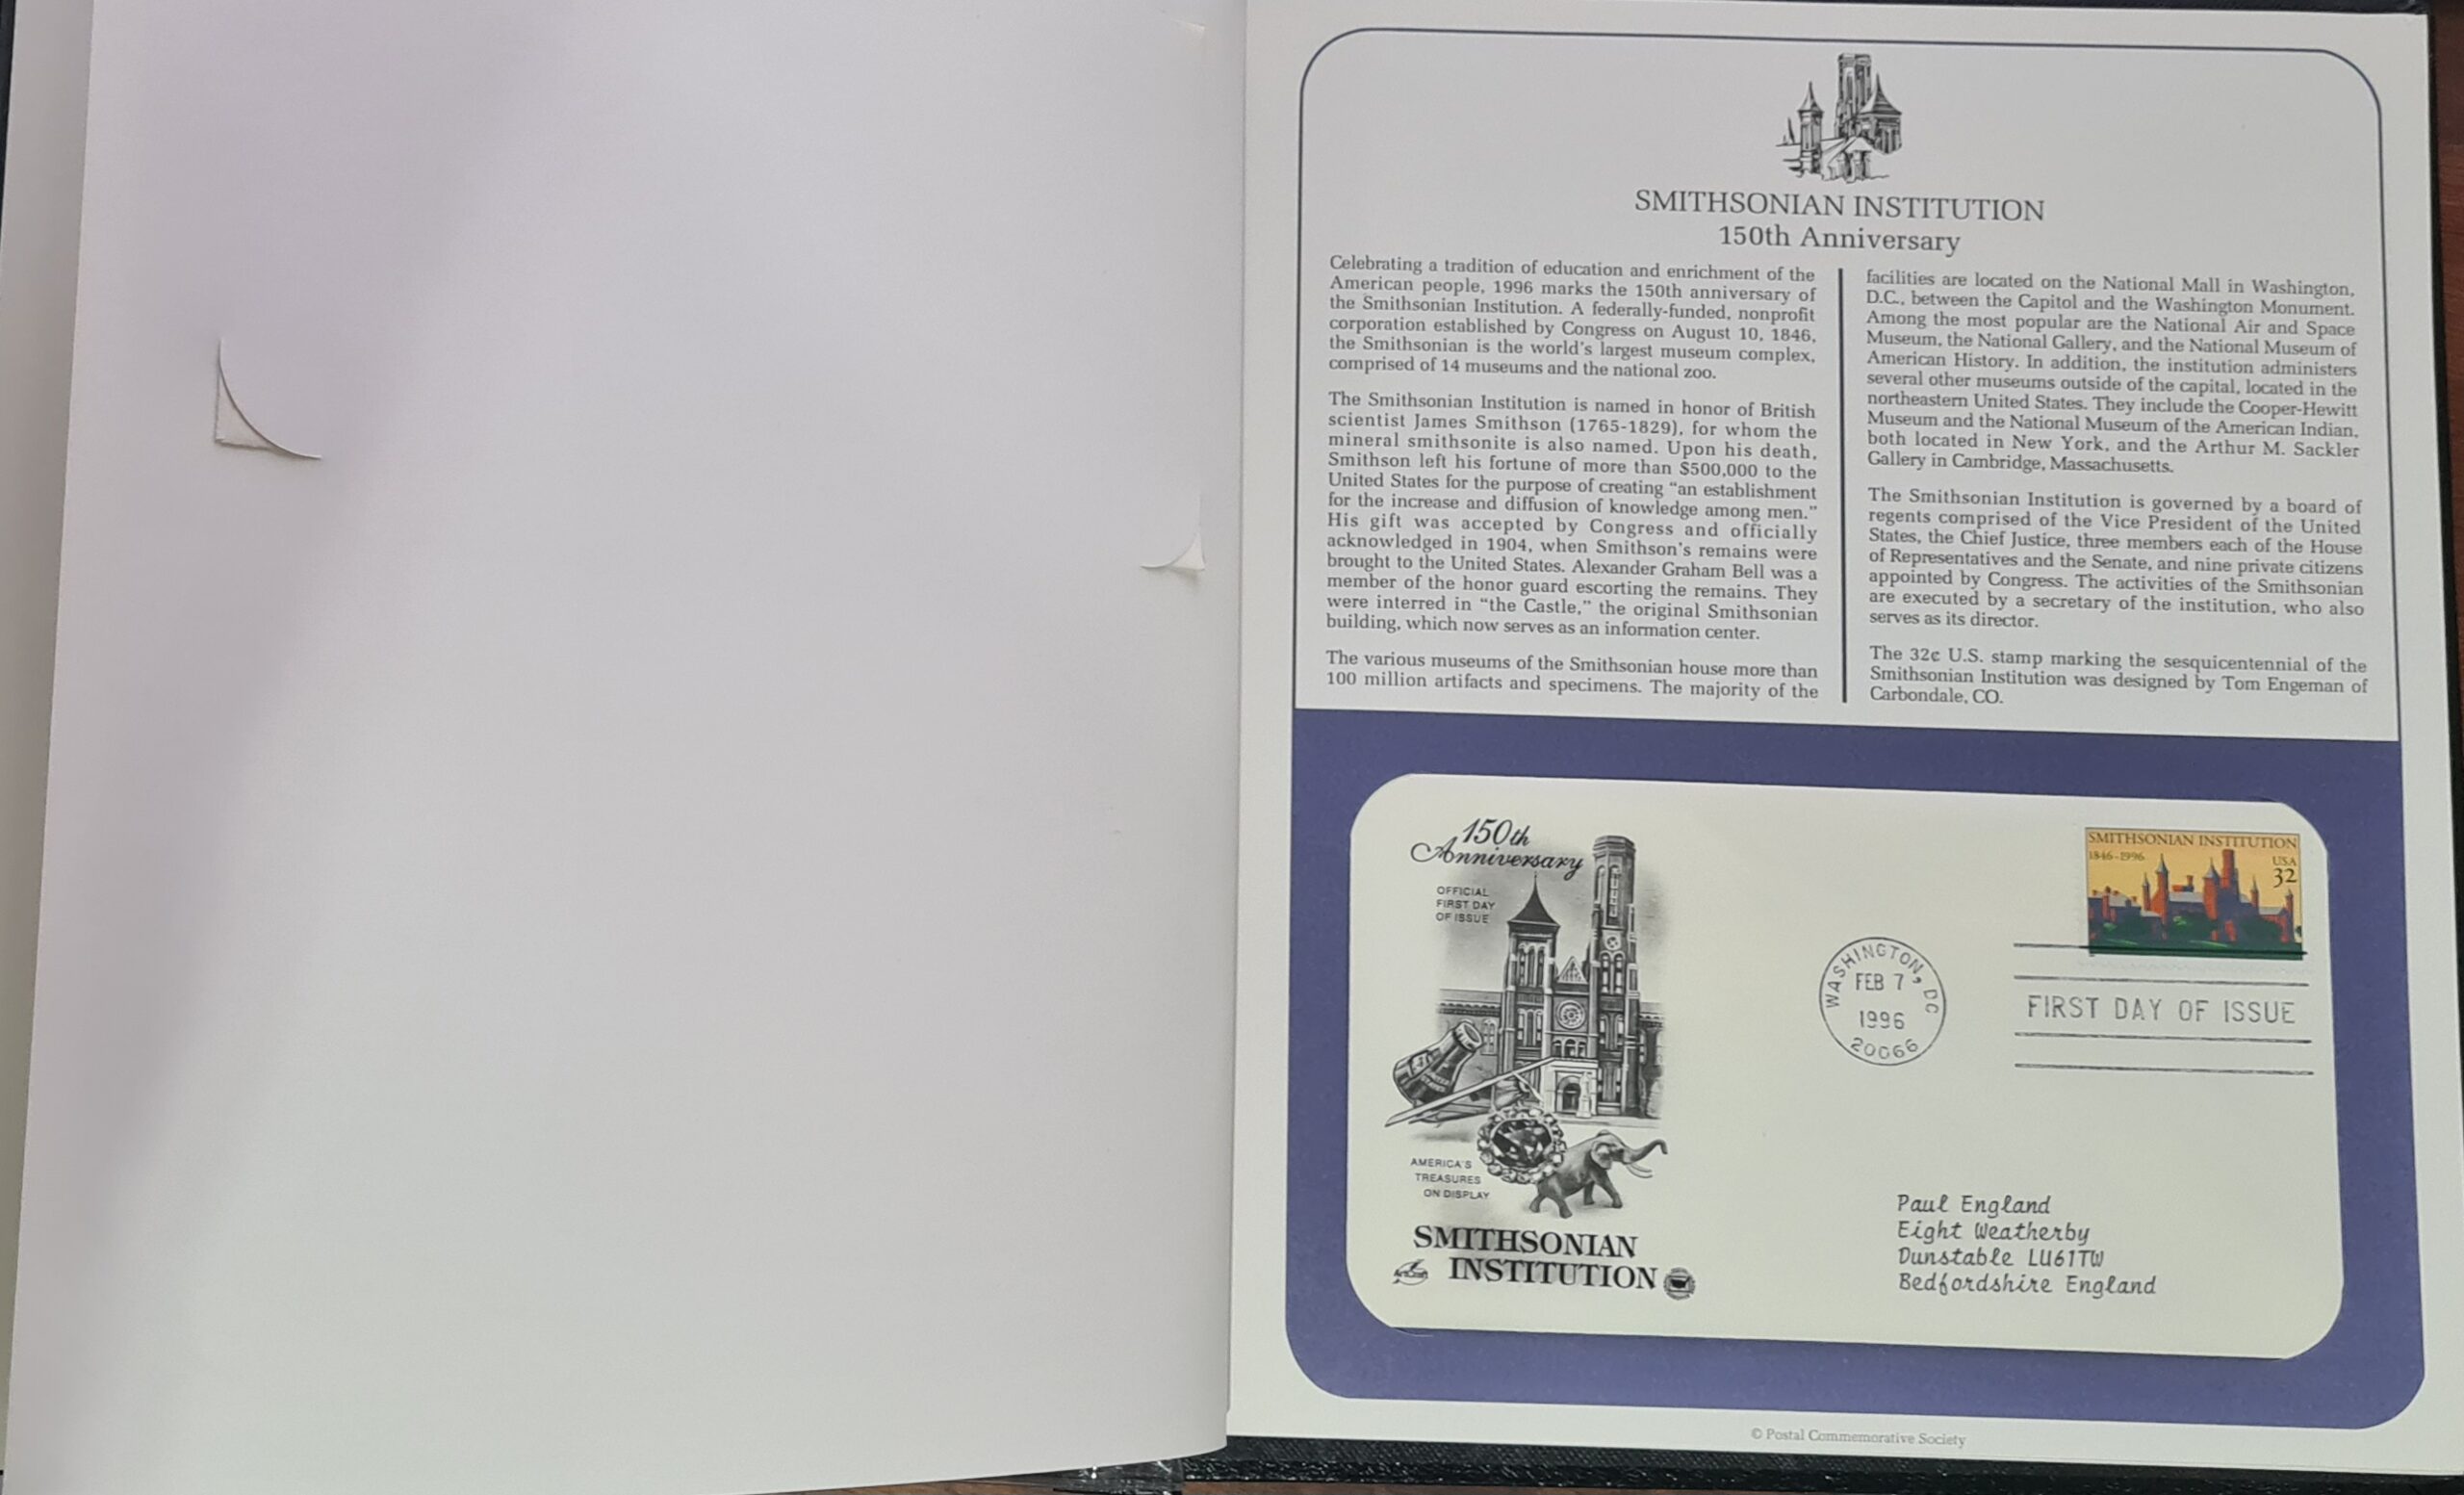 SMITHSONIAN INSTITUTION
150th Anniversary
Celebrating a tradition of education and enrichment of the
American people, 1996 marks the 150th anniversary of
the Smithsonian Institution. A federally-funded, nonprofit
corporation established by Congress on August 10, 1846,
the Smithsonian is the world's largest museum complex,
comprised of 14 museums and the national zoo.
The Smithsonian Institution is named in honor of British
scientist James Smithson (1765-1829), for whom the
mineral smithsonite is also named. Upon his death,
Smithson left his fortune of more than $500,000 to the
United States for the purpose of creating "an establishment
for the increase and diffusion of knowledge among men."
His gift was accepted by Congress and officially
acknowledged in 1904, when Smithson's remains were
brought to the United States. Alexander Graham Bell was a
member of the honor guard escorting the remains. They
were interred in "the Castle," the original Smithsonian
building, which now serves as an information center.
The various museums of the Smithsonian house more than
100 million artifacts and specimens. The majority of the
facilities are located on the National Mall in Washington,
D.C., between the Capitol and the Washington Monument.
Among the most popular are the National Air and Space
Museum, the National Gallery, and the National Museum of
American History. In addition, the institution administers
several other museums outside of the capital, located in the
northeastern United States. They include the Cooper-Hewitt
Museum and the National Museum of the American Indian,
both located in New York, and the Arthur M. Sackler
Gallery in Cambridge, Massachusetts.
The Smithsonian Institution is governed by a board of
regents comprised of the Vice President of the United
States, the Chief Justice, three members each of the House
of Representatives and the Senate, and nine private citizens
appointed by Congress. The activities of the Smithsonian
are executed by a secretary of the institution, who also
serves as its director.
The 32¢ U.S. stamp marking the sesquicentennial of the
Smithsonian Institution was designed by Tom Engeman of
Carbondale, CO.
150th
Anniversary
OFFICIAL
FIRST DAY
OF ISSUE
AMERICA'S
TREASURES
ON DISPLAY
SMITHSONIAN
INSTITUTION
ArtCraft
SMITHSONIAN INSTITUTION
1846-1996
USA
32
WASHINGTON, DC
FEB 7
1996
20066
FIRST DAY OF ISSUE
Paul England
Eight Weatherby
Dunstable LU61TW
Bedfordshire England
© Postal Commemorative Society